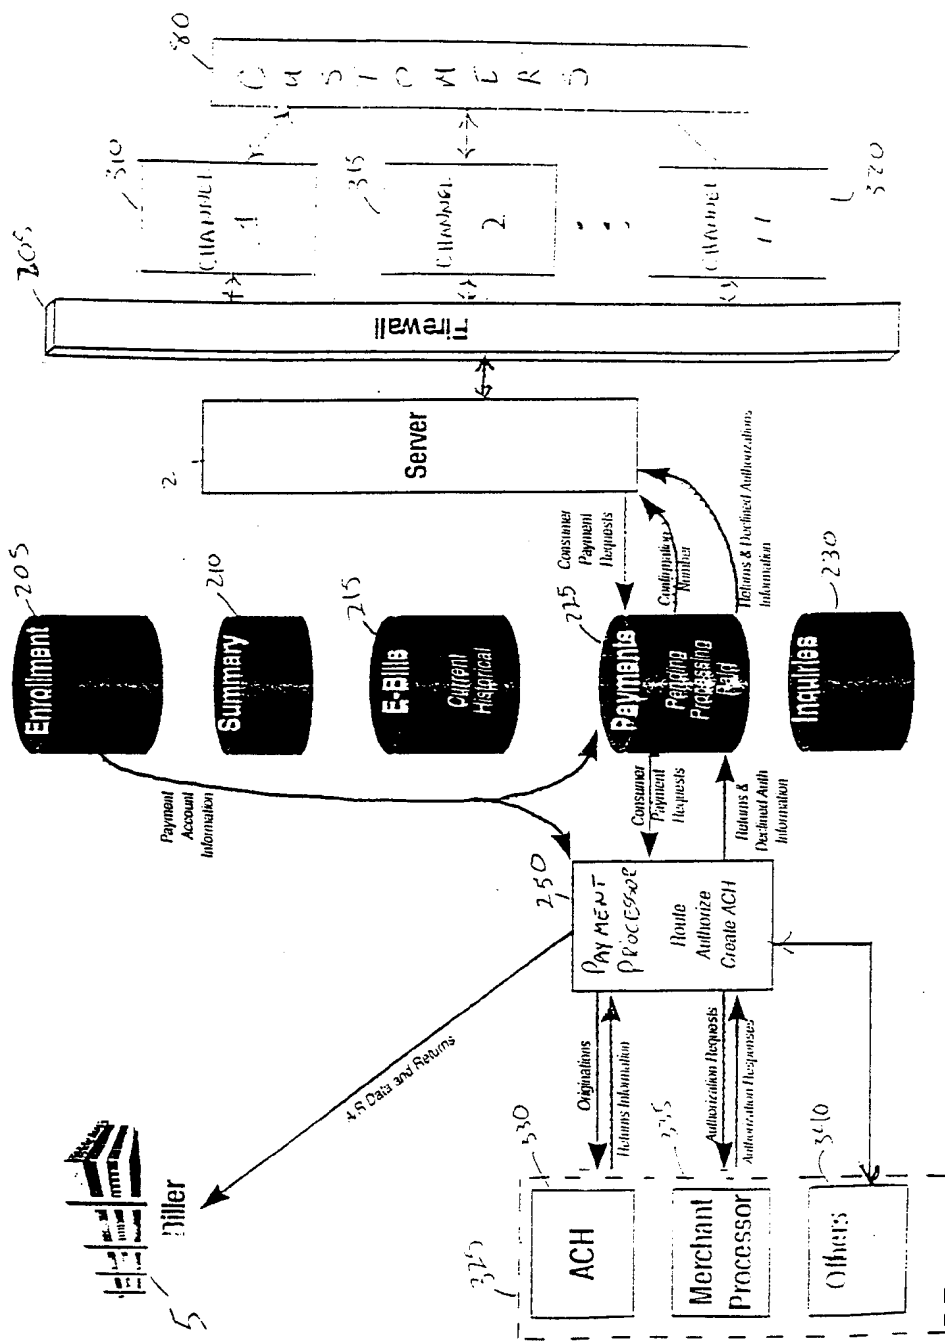 80
CUSTOMERS
310
CHANNEL
1
315
CHANNEL
2
320
CHANNEL
205
Firewall
2
Server
Consumer
Payment
Requests
Confirmation
Number
Returns & Declined Authorizations
Information
Enrollment
205
Summary
210
E-Bills
Current
Historical
215
Payments
Pending
Processing
Paid
225
Inquiries
230
Payment
Account
Information
Consumer
Payment
Requests
Returns &
Declined Auth
Information
250
PAYMENT
PROCESSOR
Route
Authorize
Create ACH
A/R Data and Returns
Originations
Returns Information
Authorization Requests
Authorization Responses
Biller
5
325
330
ACH
335
Merchant
Processor
340
Others